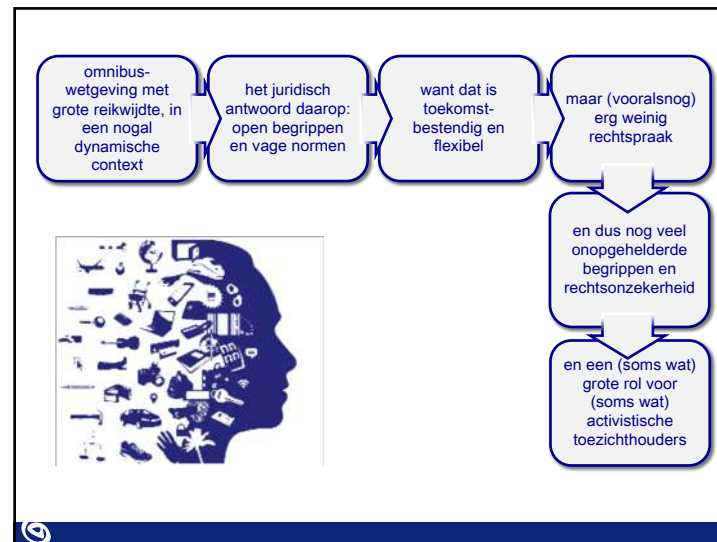 omnibus-
wetgeving met
grote reikwijdte, in
een nogal
dynamische
context
het juridisch
antwoord daarop:
open begrippen
en vage normen
want dat is
toekomst-
bestendig en
flexibel
maar (vooralsnog)
erg weinig
rechtspraak
en dus nog veel
onopgehelderde
begrippen en
rechtsonzekerheid
en een (soms wat)
grote rol voor
(soms wat)
activistische
toezichthouders